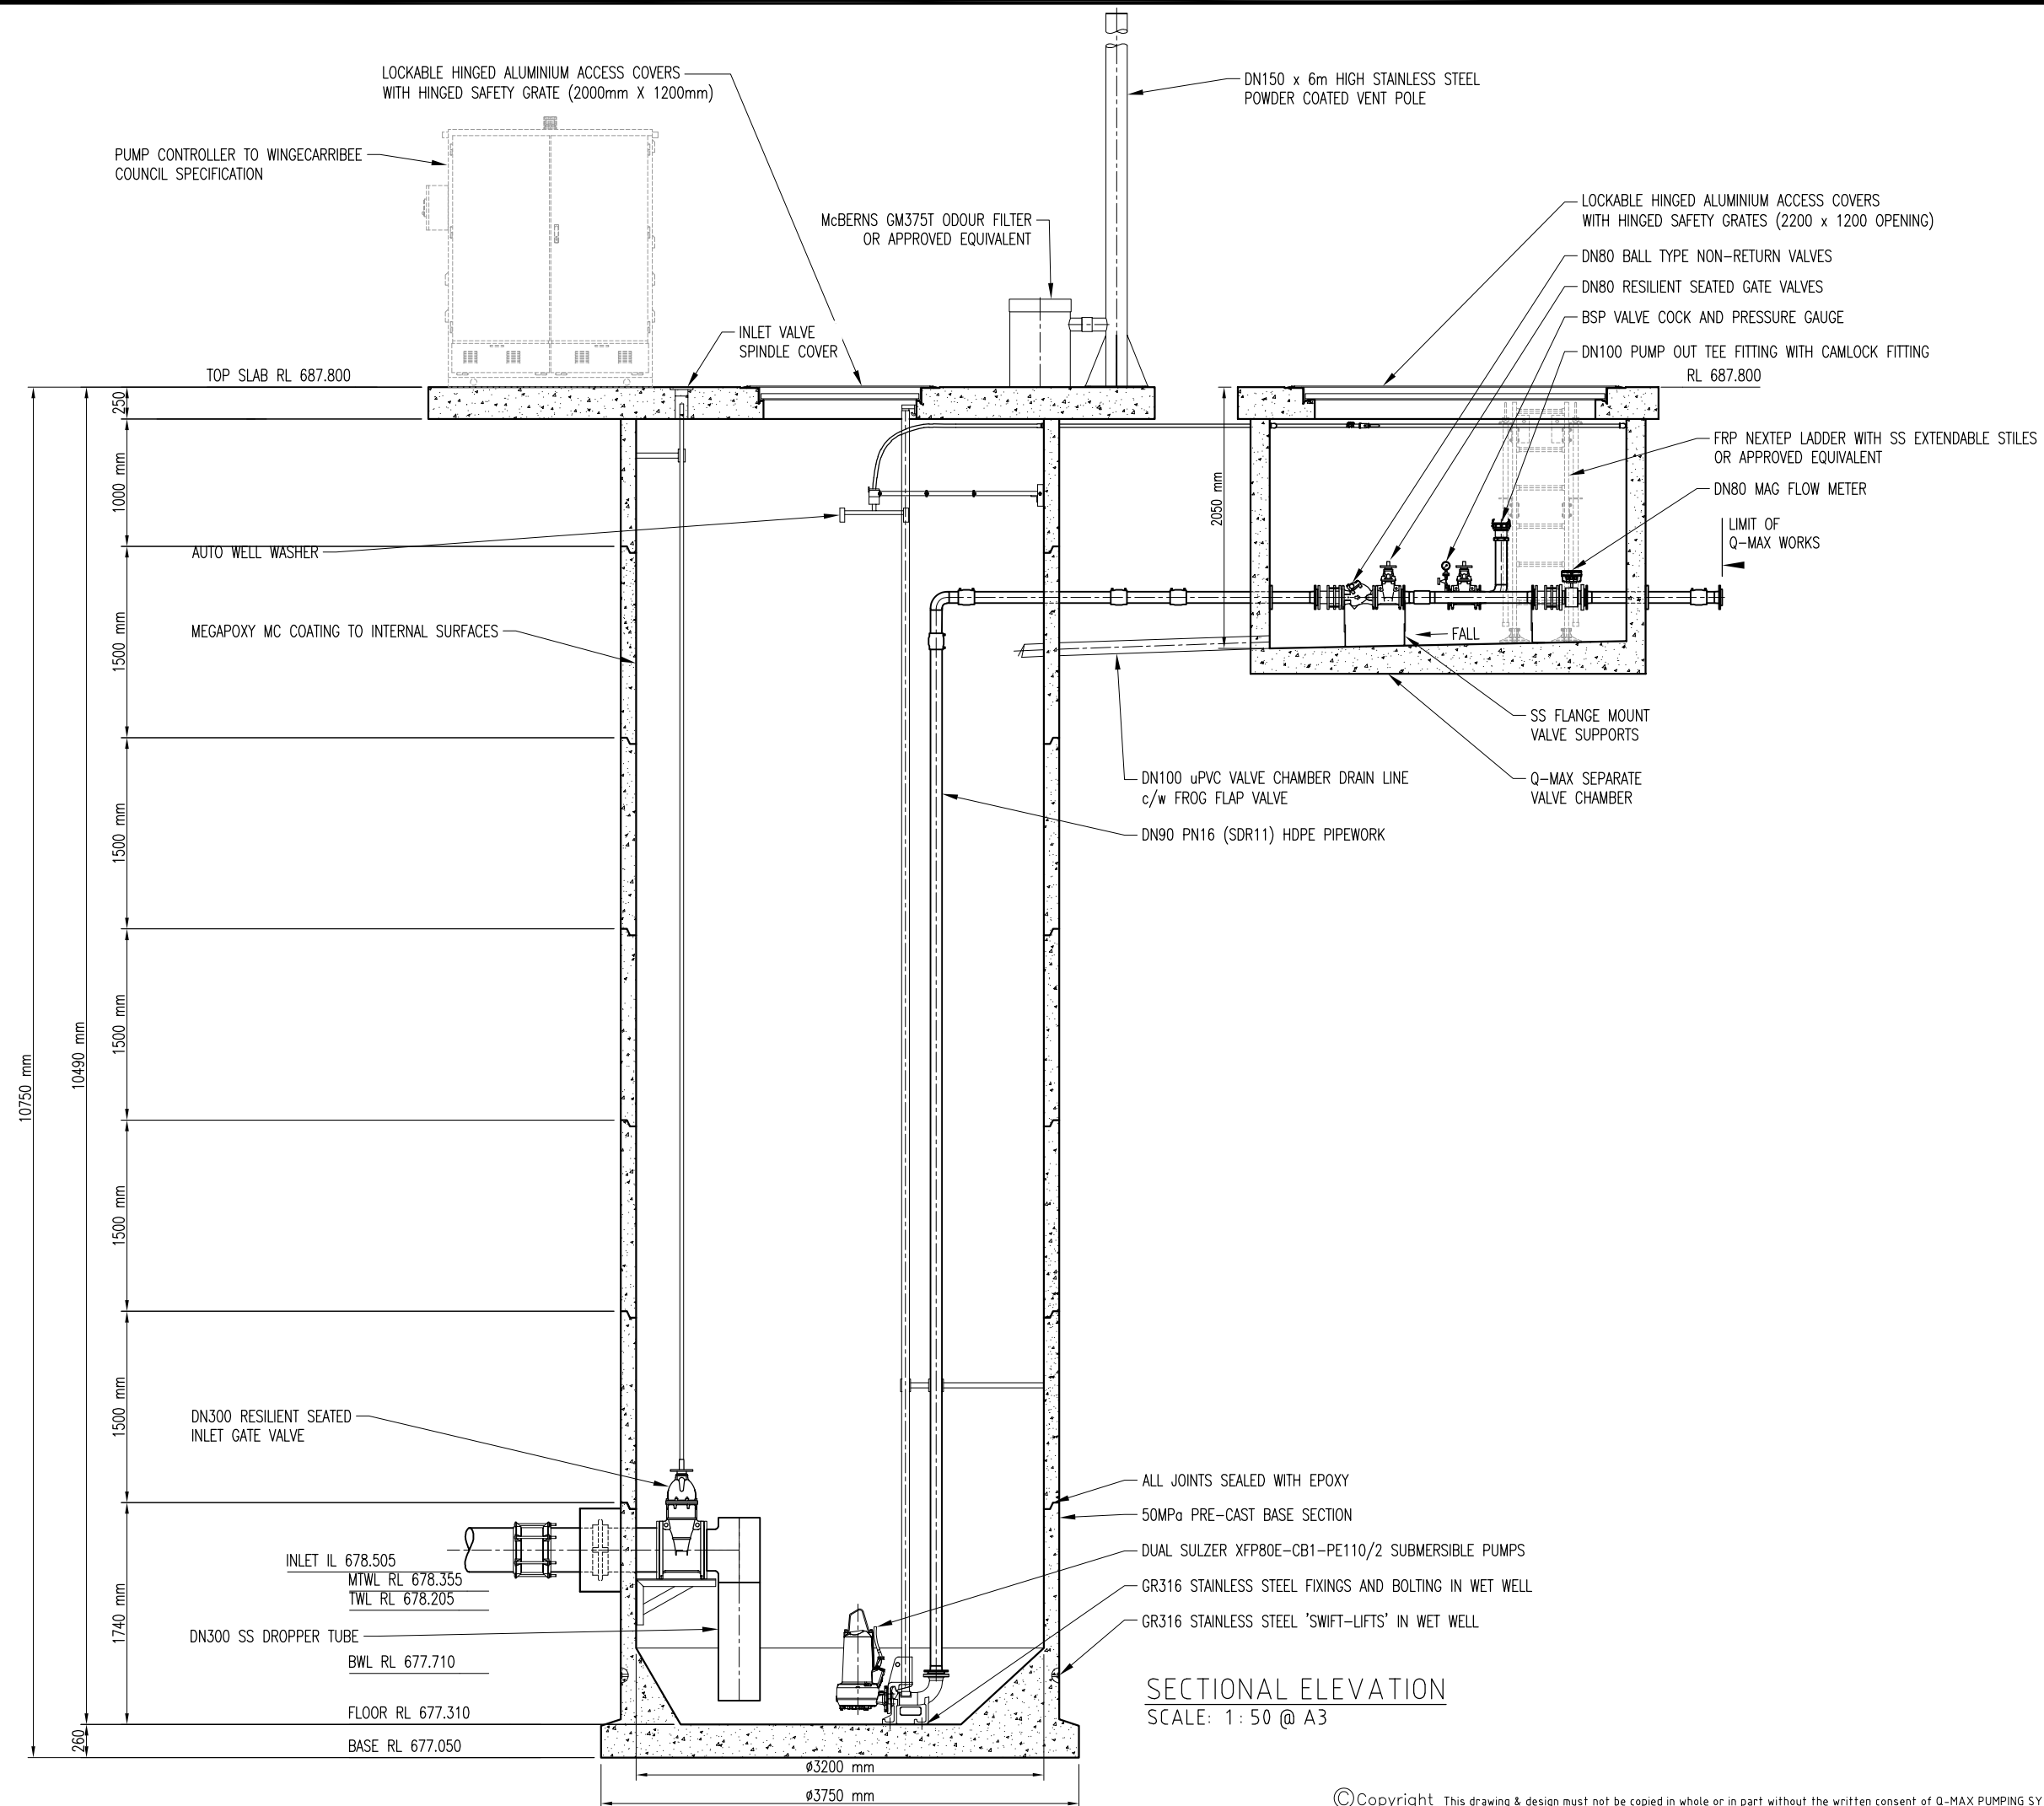 LOCKABLE HINGED ALUMINIUM ACCESS COVERS
WITH HINGED SAFETY GRATE (2000mm X 1200mm)
DN150 x 6m HIGH STAINLESS STEEL
POWDER COATED VENT POLE
PUMP CONTROLLER TO WINGECARRIBEE
COUNCIL SPECIFICATION
McBERNS GM375T ODOUR FILTER
OR APPROVED EQUIVALENT
LOCKABLE HINGED ALUMINIUM ACCESS COVERS
WITH HINGED SAFETY GRATES (2200 x 1200 OPENING)
DN80 BALL TYPE NON-RETURN VALVES
DN80 RESILIENT SEATED GATE VALVES
BSP VALVE COCK AND PRESSURE GAUGE
DN100 PUMP OUT TEE FITTING WITH CAMLOCK FITTING
INLET VALVE
SPINDLE COVER
TOP SLAB RL 687.800
RL 687.800
250
FRP NEXTEP LADDER WITH SS EXTENDABLE STILES
OR APPROVED EQUIVALENT
1000 mm
2050 mm
DN80 MAG FLOW METER
LIMIT OF
Q-MAX WORKS
AUTO WELL WASHER
MEGAPOXY MC COATING TO INTERNAL SURFACES
1500 mm
FALL
SS FLANGE MOUNT
VALVE SUPPORTS
DN100 uPVC VALVE CHAMBER DRAIN LINE
c/w FROG FLAP VALVE
Q-MAX SEPARATE
VALVE CHAMBER
1500 mm
DN90 PN16 (SDR11) HDPE PIPEWORK
1500 mm
10750 mm
10490 mm
1500 mm
1500 mm
DN300 RESILIENT SEATED
INLET GATE VALVE
ALL JOINTS SEALED WITH EPOXY
50MPa PRE-CAST BASE SECTION
DUAL SULZER XFP80E-CB1-PE110/2 SUBMERSIBLE PUMPS
GR316 STAINLESS STEEL FIXINGS AND BOLTING IN WET WELL
GR316 STAINLESS STEEL 'SWIFT-LIFTS' IN WET WELL
INLET IL 678.505
MTWL RL 678.355
TWL RL 678.205
1740 mm
DN300 SS DROPPER TUBE
BWL RL 677.710
FLOOR RL 677.310
260
BASE RL 677.050
SECTIONAL ELEVATION
SCALE: 1:50 @ A3
ø3200 mm
ø3750 mm
©Copyright This drawing & design must not be copied in whole or in part without the written consent of Q-MAX PUMPING SY